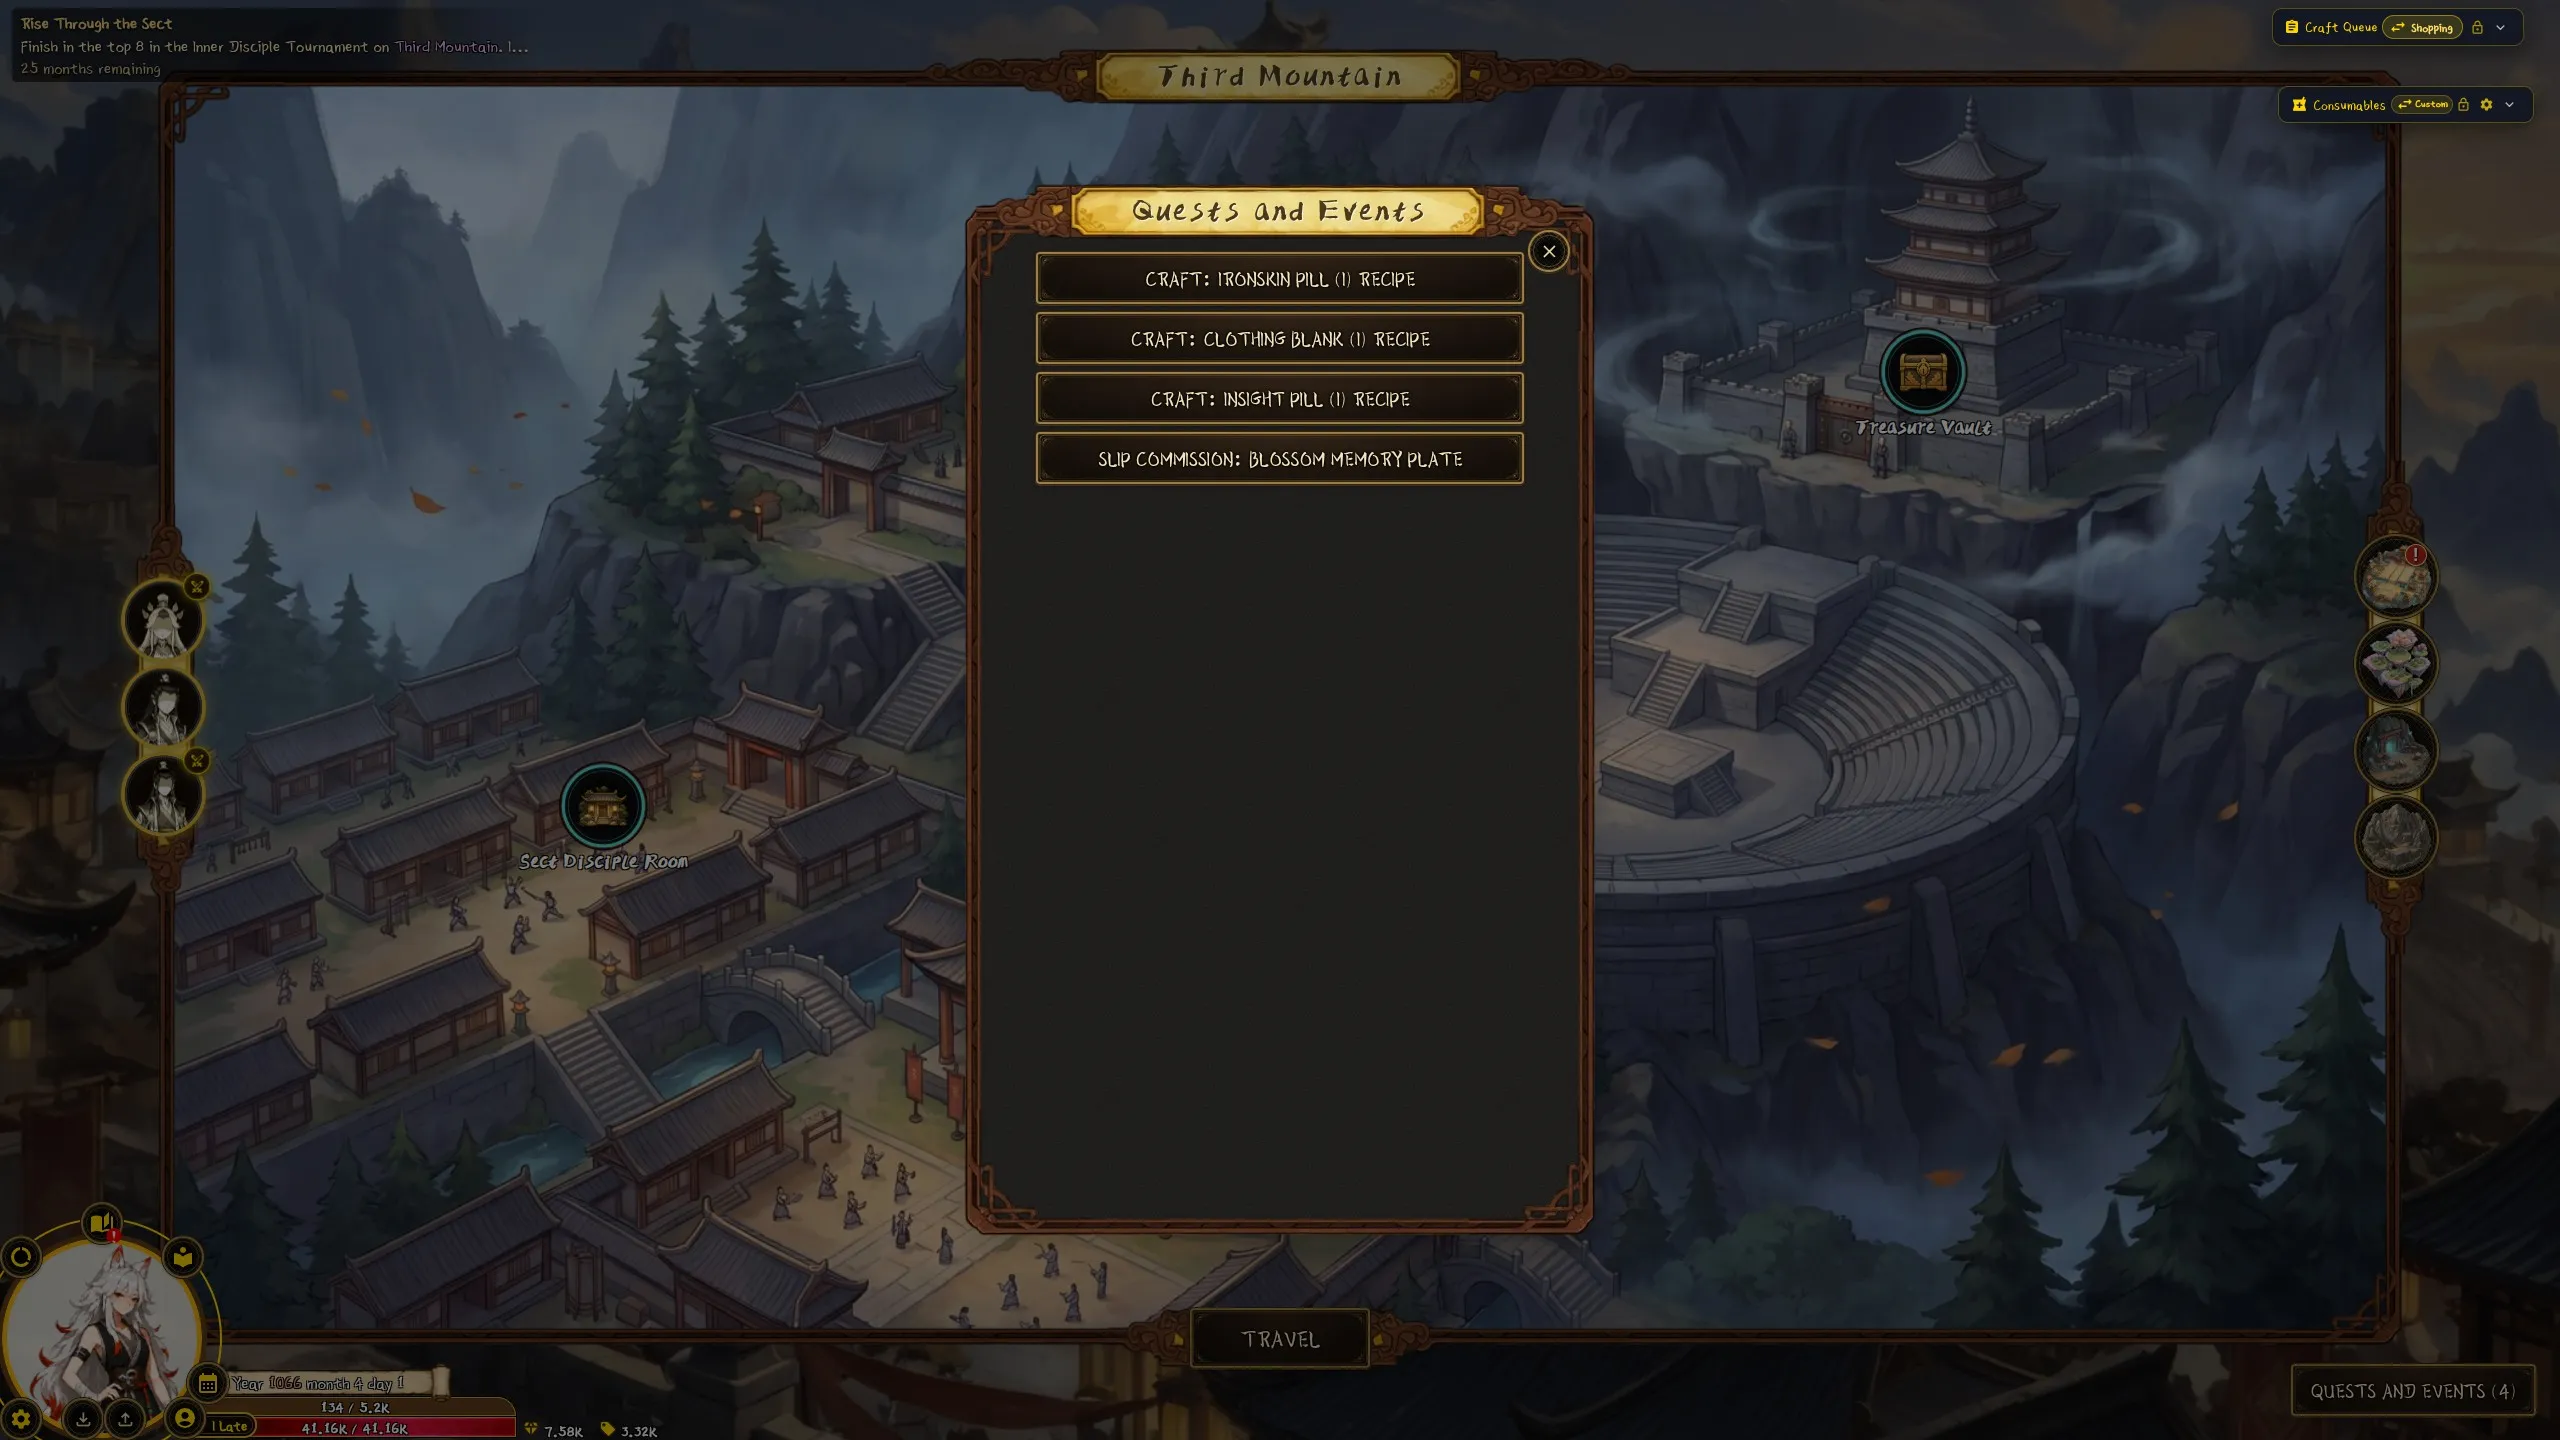 Rise Through the Sect
Finish in the top 8 in the Inner Disciple Tournament on Third Mountain. I...
25 months remaining
Third Mountain
Craft Queue
Shopping
Consumables
Custom
Quests and Events
CRAFT: IRONSKIN PILL (I) RECIPE
CRAFT: CLOTHING BLANK (I) RECIPE
CRAFT: INSIGHT PILL (I) RECIPE
SLIP COMMISSION: BLOSSOM MEMORY PLATE
Treasure Vault
Sect Disciple Room
TRAVEL
Year 1066 month 4 day 1
134 / 5.2K
I Late
41.16K / 41.16K
7.58K
3.32K
QUESTS AND EVENTS (4)